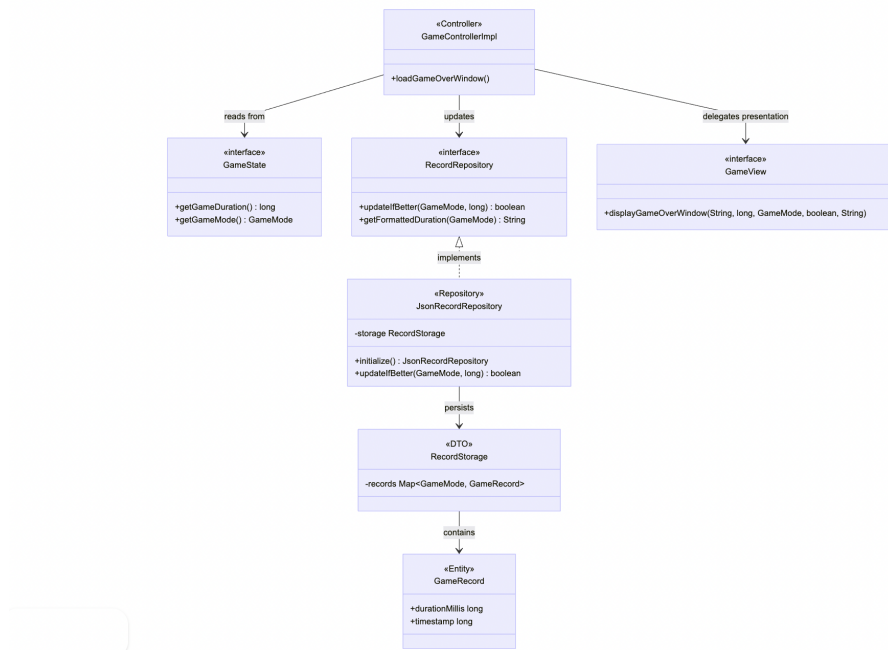 «Controller»
GameControllerImpl
+loadGameOverWindow()
reads from
updates
delegates presentation
«interface»
GameState
+getGameDuration() : long
+getGameMode() : GameMode
«interface»
RecordRepository
+updateIfBetter(GameMode, long) : boolean
+getFormattedDuration(GameMode) : String
«interface»
GameView
+displayGameOverWindow(String, long, GameMode, boolean, String)
implements
«Repository»
JsonRecordRepository
-storage RecordStorage
+initialize() : JsonRecordRepository
+updateIfBetter(GameMode, long) : boolean
persists
«DTO»
RecordStorage
-records Map<GameMode, GameRecord>
contains
«Entity»
GameRecord
+durationMillis long
+timestamp long